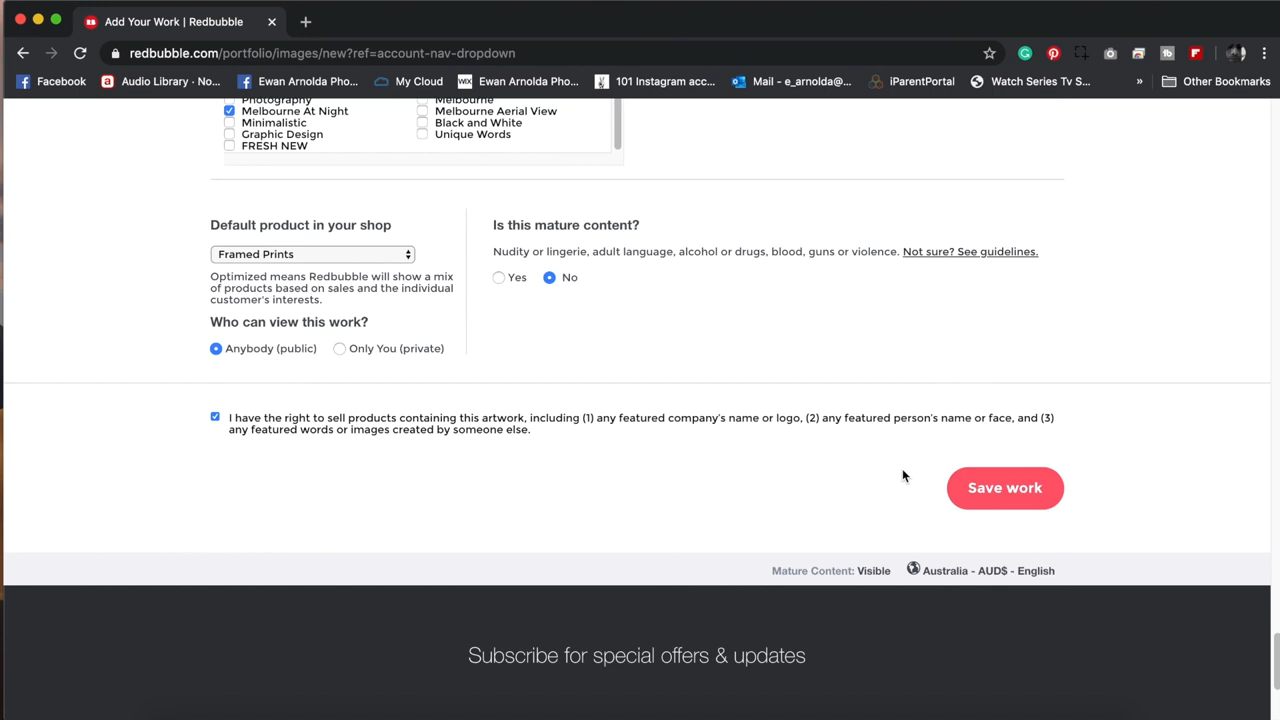 Add Your Work | Redbubble
redbubble.com/portfolio/images/new?ref=account-nav-dropdown
Facebook
Audio Library · No...
Ewan Arnolda Pho...
My Cloud
WIX
Ewan Arnolda Pho...
101 Instagram acc...
Mail - e_arnolda@...
iParentPortal
Watch Series Tv S...
»
Other Bookmarks
Photography
Melbourne
Melbourne At Night
Melbourne Aerial View
Minimalistic
Black and White
Graphic Design
Unique Words
FRESH NEW
Default product in your shop
Is this mature content?
Framed Prints
Nudity or lingerie, adult language, alcohol or drugs, blood, guns or violence. Not sure? See guidelines.
Optimized means Redbubble will show a mix
of products based on sales and the individual
customer's interests.
Yes
No
Who can view this work?
Anybody (public)
Only You (private)
I have the right to sell products containing this artwork, including (1) any featured company's name or logo, (2) any featured person's name or face, and (3)
any featured words or images created by someone else.
Save work
Mature Content: Visible
Australia - AUD$ - English
Subscribe for special offers & updates